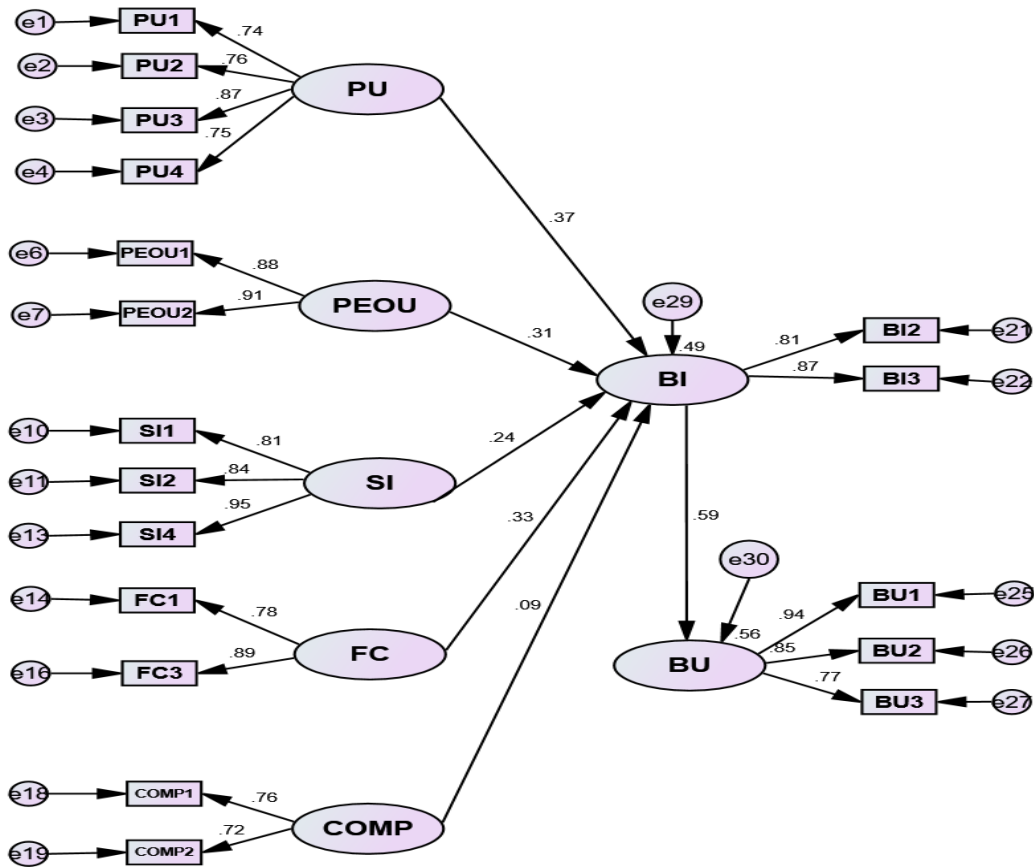 e1 PU1 .74
e2 PU2 .76
PU
e3 PU3 .87
e4 PU4 .75
.37
e6 PEOU1 .88
e7 PEOU2 .91
PEOU
.31
e29
.49
BI
.81 BI2 e21
.87 BI3 e22
e10 SI1 .81
e11 SI2 .84
SI
e13 SI4 .95
.24
.33
.59
e30
e14 FC1 .78
FC
e16 FC3 .89
.09
.56
BU
.94 BU1 e25
.85 BU2 e26
.77 BU3 e27
e18 COMP1 .76
COMP
e19 COMP2 .72